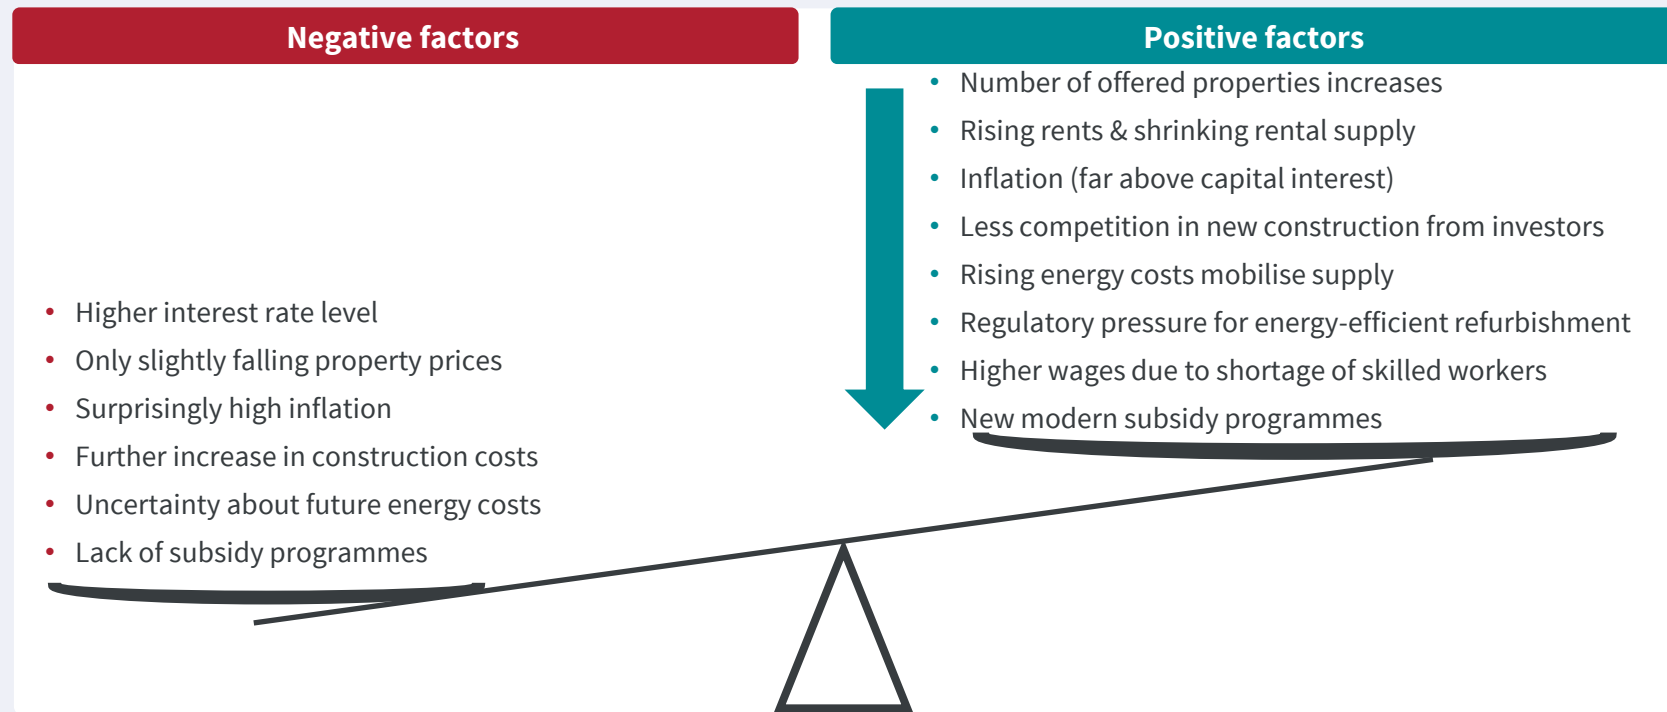 Negative factors
• Higher interest rate level
• Only slightly falling property prices
• Surprisingly high inflation
• Further increase in construction costs
• Uncertainty about future energy costs
• Lack of subsidy programmes
Positive factors
• Number of offered properties increases
• Rising rents & shrinking rental supply
• Inflation (far above capital interest)
• Less competition in new construction from investors
• Rising energy costs mobilise supply
• Regulatory pressure for energy-efficient refurbishment
• Higher wages due to shortage of skilled workers
• New modern subsidy programmes